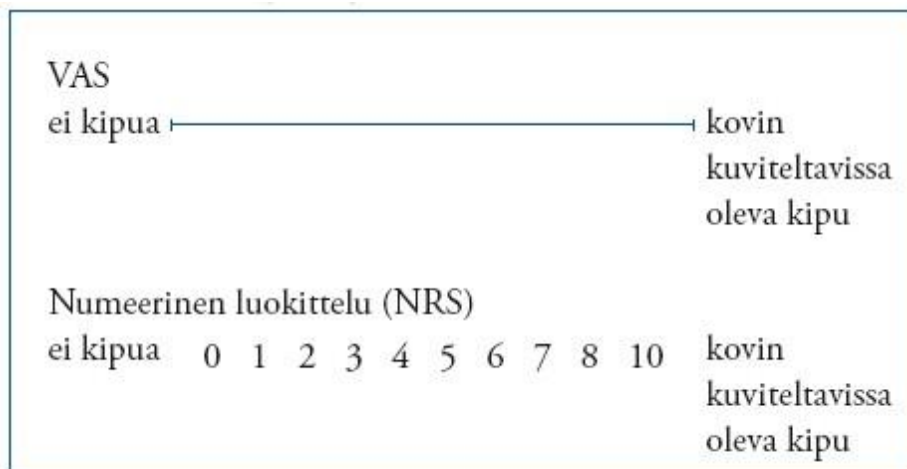 VAS
ei kipua kovin
kuviteltavissa
oleva kipu
Numeerinen luokittelu (NRS)
ei kipua 0 1 2 3 4 5 6 7 8 10 kovin
kuviteltavissa
oleva kipu